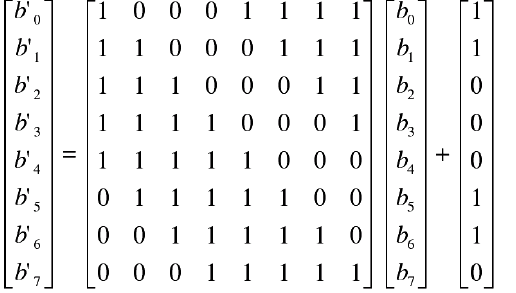 b'0 1 0 0 0 1 1 1 1 b0 1
b'1 1 1 0 0 0 1 1 1 b1 1
b'2 1 1 1 0 0 0 1 1 b2 0
b'3 1 1 1 1 0 0 0 1 b3 0
b'4 = 1 1 1 1 1 0 0 0 b4 + 0
b'5 0 1 1 1 1 1 0 0 b5 1
b'6 0 0 1 1 1 1 1 0 b6 1
b'7 0 0 0 1 1 1 1 1 b7 0